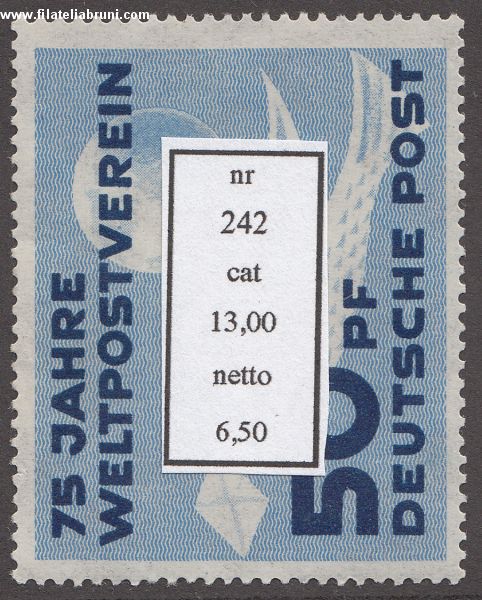 www.filateliabruni.com
75 JAHRE
WELTPOSTVEREIN
nr
242
cat
13,00
netto
6,50
50 PF
DEUTSCHE POST